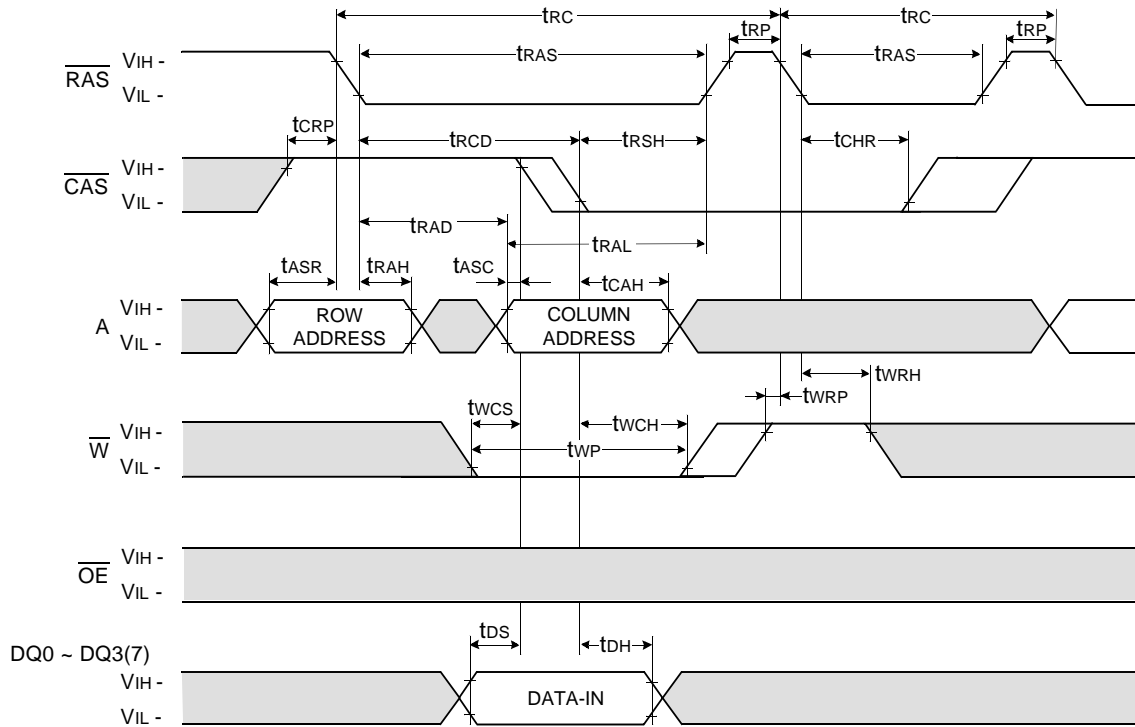 tRC tRC
tRP tRP
tRAS tRAS
RAS VIH -
VIL -
tCRP tRCD tRSH tCHR
CAS VIH -
VIL -
tRAD tRAL
tASR tRAH tASC tCAH
A VIH -
VIL -
ROW
ADDRESS
COLUMN
ADDRESS
tWRH
tWRP
tWCS tWCH
tWP
W VIH -
VIL -
OE VIH -
VIL -
tDS tDH
DQ0 ~ DQ3(7)
VIH -
VIL -
DATA-IN